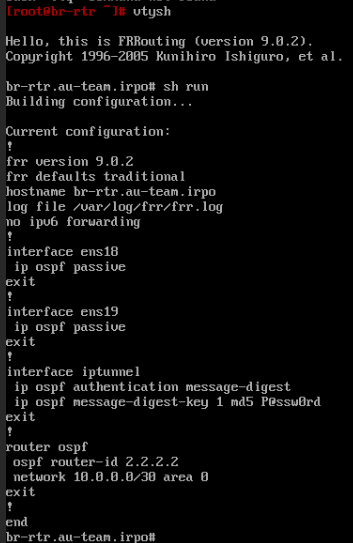 [root@br-rtr ~]# vtysh
Hello, this is FRRouting (version 9.0.2).
Copyright 1996-2005 Kunihiro Ishiguro, et al.
br-rtr.au-team.irpo# sh run
Building configuration...
Current configuration:
!
frr version 9.0.2
frr defaults traditional
hostname br-rtr.au-team.irpo
log file /var/log/frr/frr.log
no ipv6 forwarding
!
interface ens18
 ip ospf passive
exit
!
interface ens19
 ip ospf passive
exit
!
interface iptunnel
 ip ospf authentication message-digest
 ip ospf message-digest-key 1 md5 P@ssw0rd
exit
!
router ospf
 ospf router-id 2.2.2.2
 network 10.0.0.0/30 area 0
exit
!
end
br-rtr.au-team.irpo#